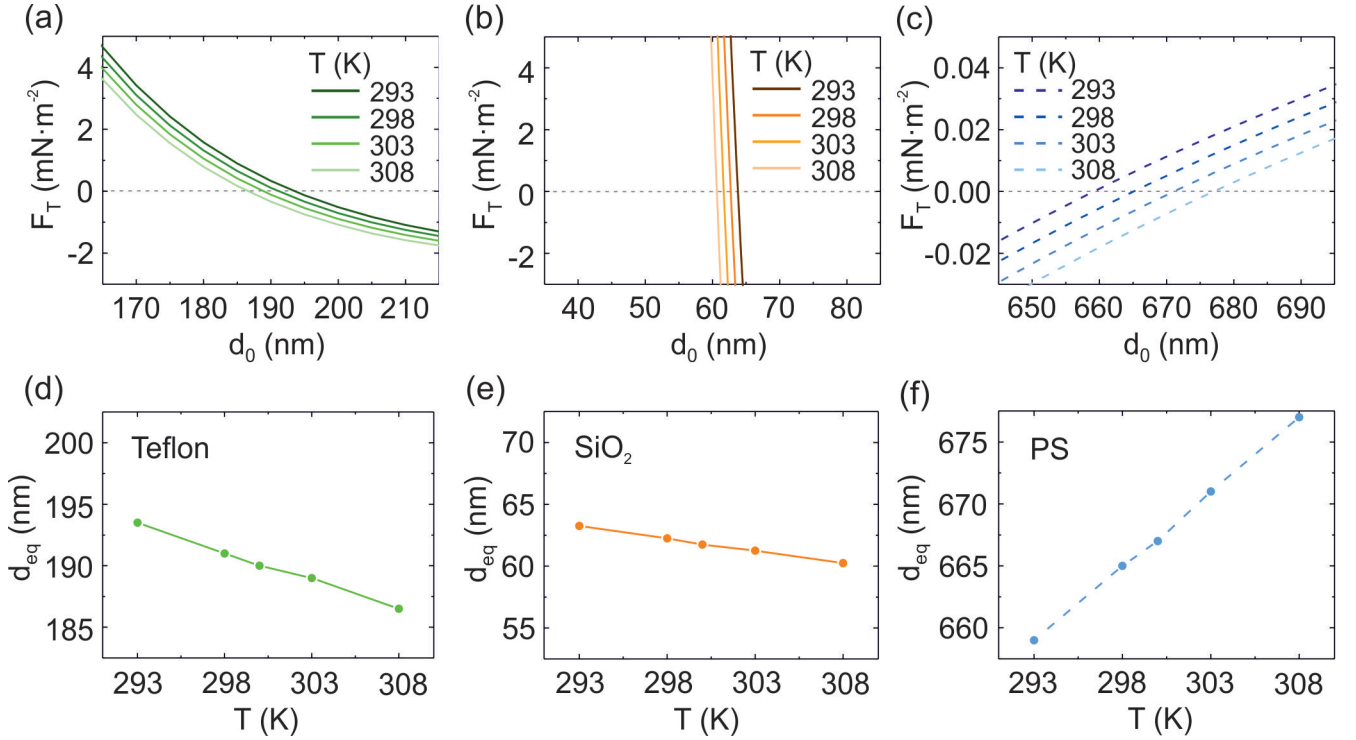 (a)
F_T (mN·m⁻²)
4
2
0
-2
T (K)
293
298
303
308
170 180 190 200 210
d₀ (nm)
(b)
F_T (mN·m⁻²)
4
2
0
-2
T (K)
293
298
303
308
40 50 60 70 80
d₀ (nm)
(c)
F_T (mN·m⁻²)
0.04
0.02
0.00
-0.02
T (K)
293
298
303
308
650 660 670 680 690
d₀ (nm)
(d)
d_eq (nm)
200
195
190
185
Teflon
293 298 303 308
T (K)
(e)
d_eq (nm)
70
65
60
55
SiO₂
293 298 303 308
T (K)
(f)
d_eq (nm)
675
670
665
660
PS
293 298 303 308
T (K)